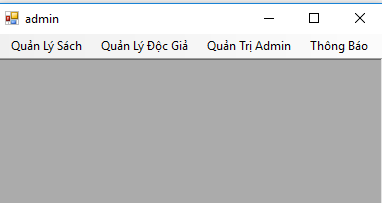 admin
Quản Lý Sách Quản Lý Độc Giả Quản Trị Admin Thông Báo